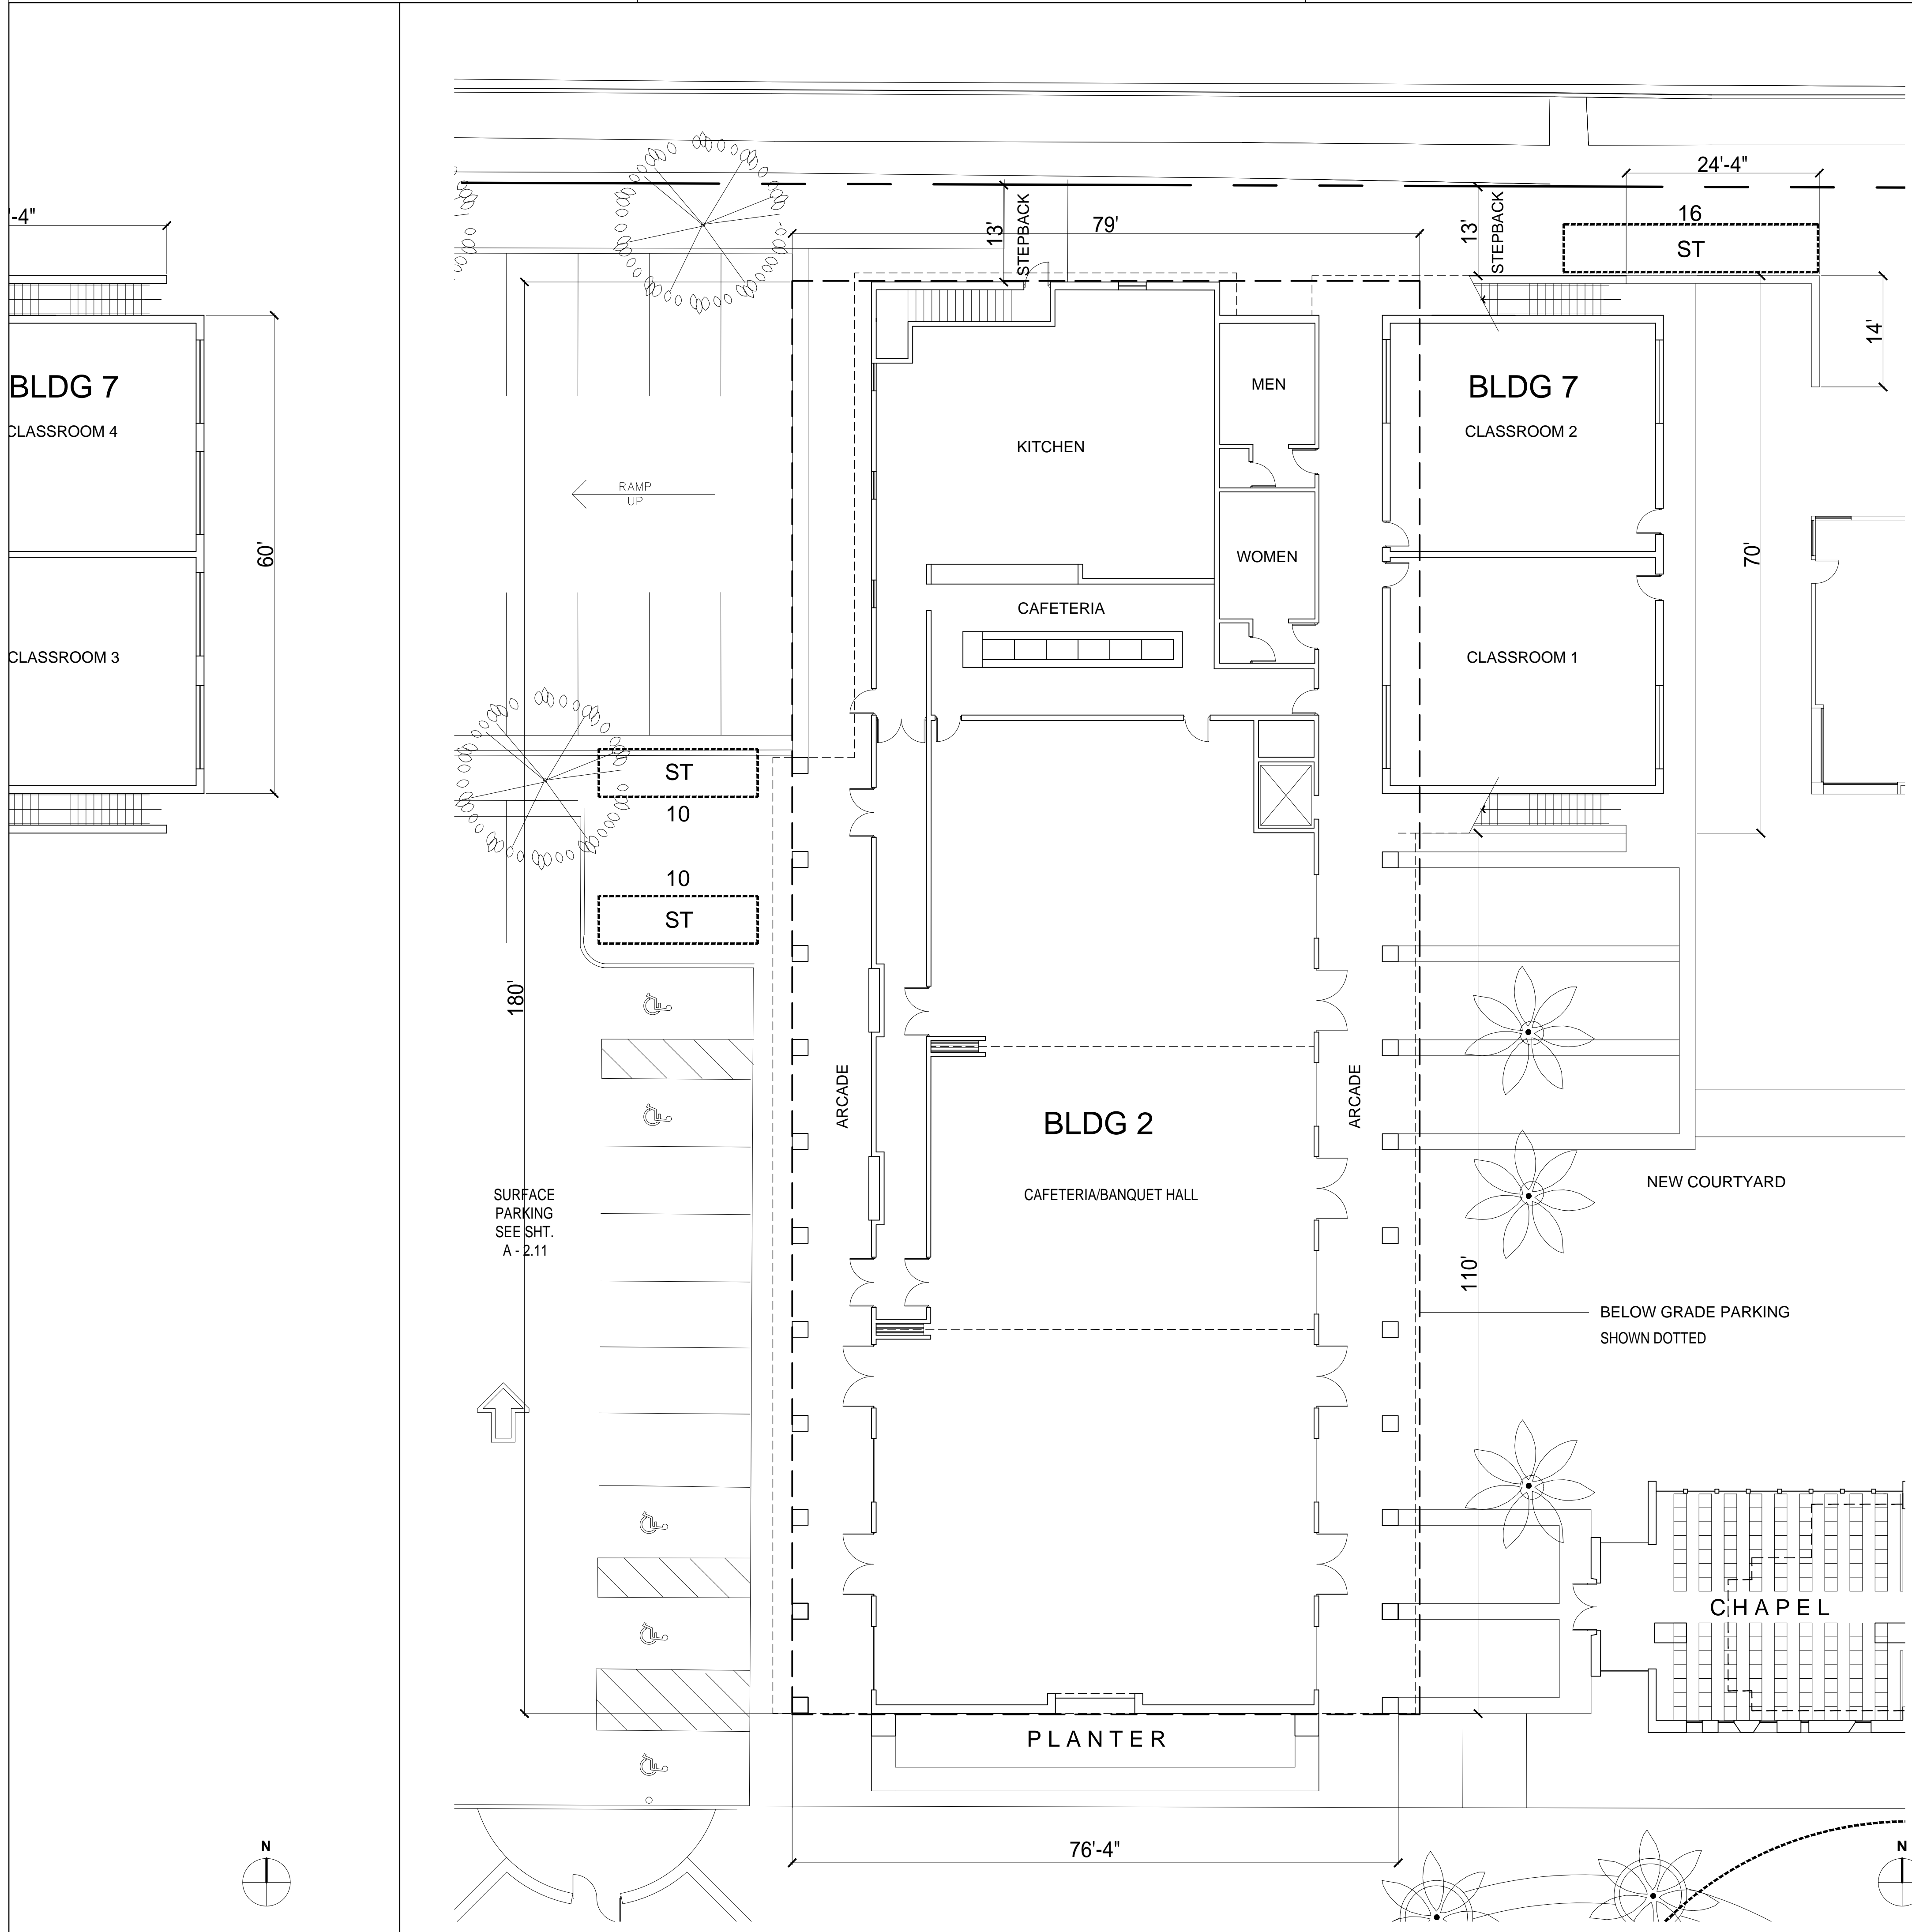 '-4"
BLDG 7
CLASSROOM 4
60'
CLASSROOM 3
N
24'-4"
13'
STEPBACK
79'
13'
STEPBACK
16
ST
14'
MEN
BLDG 7
CLASSROOM 2
KITCHEN
RAMP
UP
WOMEN
70'
CAFETERIA
CLASSROOM 1
ST
10
10
ST
180'
ARCADE
ARCADE
BLDG 2
CAFETERIA/BANQUET HALL
NEW COURTYARD
SURFACE
PARKING
SEE SHT.
A - 2.11
110'
BELOW GRADE PARKING
SHOWN DOTTED
CHAPEL
PLANTER
76'-4"
N